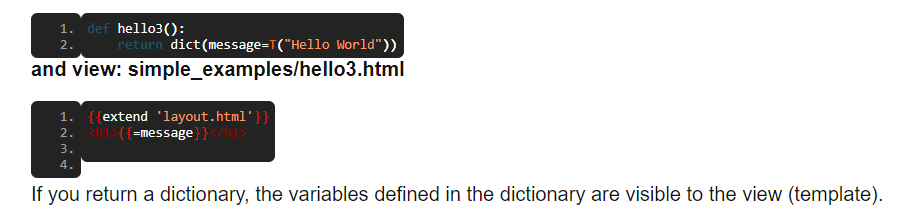 1. def hello3():
2.     return dict(message=T("Hello World"))
and view: simple_examples/hello3.html
1. {{extend 'layout.html'}}
2. <h1>{{=message}}</h1>
3.
4.
If you return a dictionary, the variables defined in the dictionary are visible to the view (template).